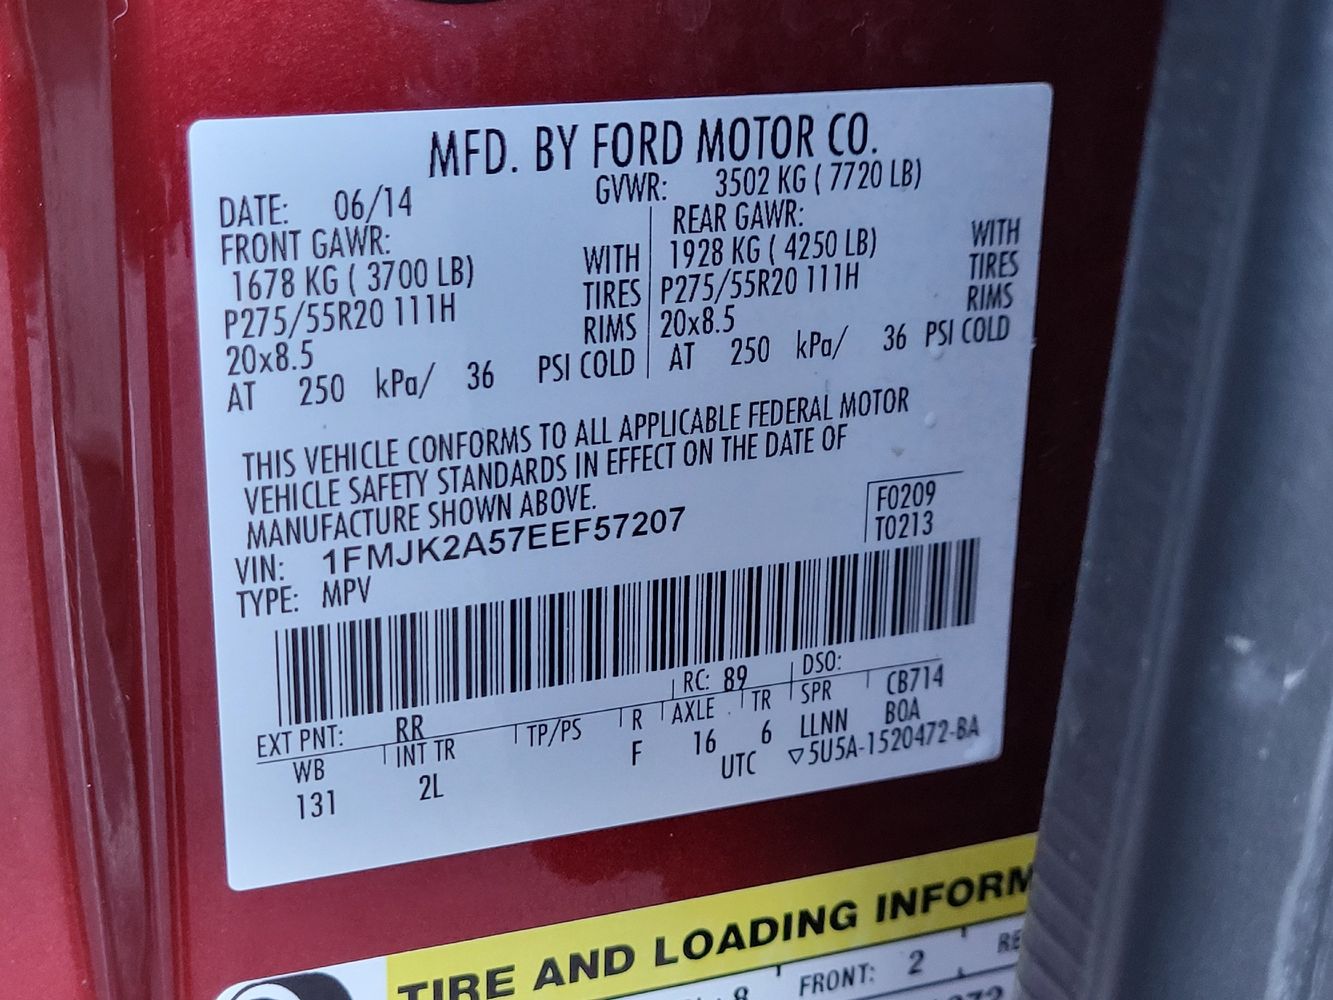 MFD. BY FORD MOTOR CO.
DATE: 06/14 GVWR: 3502 KG ( 7720 LB)
FRONT GAWR: REAR GAWR:
1678 KG ( 3700 LB) WITH 1928 KG ( 4250 LB) WITH
P275/55R20 111H TIRES P275/55R20 111H TIRES
20x8.5 RIMS 20x8.5 RIMS
AT 250 kPa/ 36 PSI COLD AT 250 kPa/ 36 PSI COLD
THIS VEHICLE CONFORMS TO ALL APPLICABLE FEDERAL MOTOR
VEHICLE SAFETY STANDARDS IN EFFECT ON THE DATE OF
MANUFACTURE SHOWN ABOVE.
F0209
VIN: 1FMJK2A57EEF57207 T0213
TYPE: MPV
EXT PNT: RR RC: 89 DSO:
WB INT TR TP/PS R AXLE TR SPR CB714
131 2L F 16 6 LLNN BOA
UTC ▽5U5A-1520472-BA
TIRE AND LOADING INFORM
FRONT: 2 RE